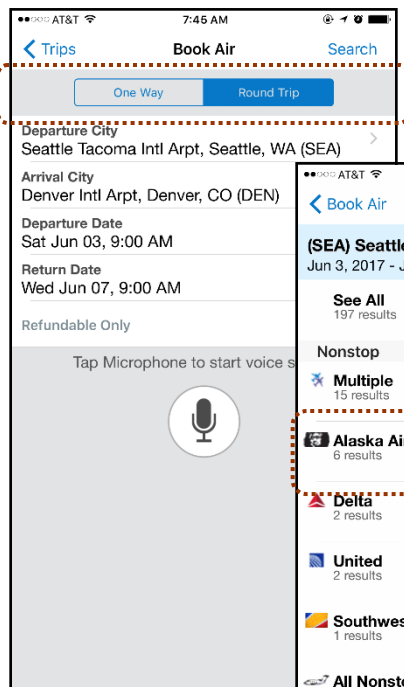 AT&T
7:45 AM
Trips
Book Air
Search
One Way
Round Trip
Departure City
Seattle Tacoma Intl Arpt, Seattle, WA (SEA)
Arrival City
Denver Intl Arpt, Denver, CO (DEN)
Departure Date
Sat Jun 03, 9:00 AM
Return Date
Wed Jun 07, 9:00 AM
Refundable Only
Tap Microphone to start voice s
AT&T
Book Air
(SEA) Seattle
Jun 3, 2017 - J
See All
197 results
Nonstop
Multiple
15 results
Alaska Ai
6 results
Delta
2 results
United
2 results
Southwes
1 results
All Nonsto